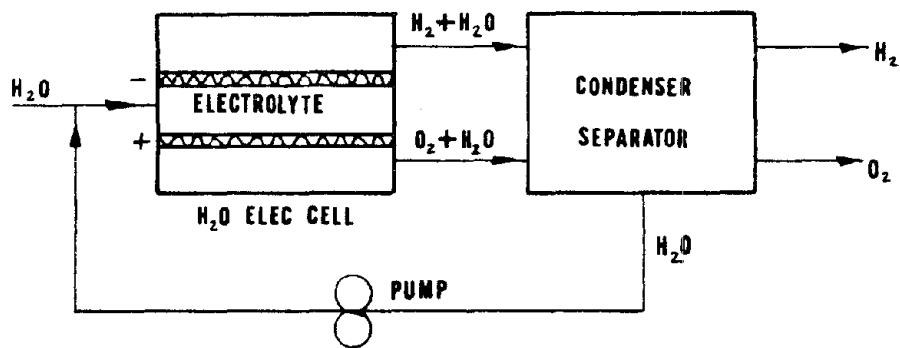 H₂+H₂O
H₂
H₂O
−
ELECTROLYTE
+
CONDENSER
SEPARATOR
O₂+H₂O
O₂
H₂O ELEC CELL
H₂O
PUMP